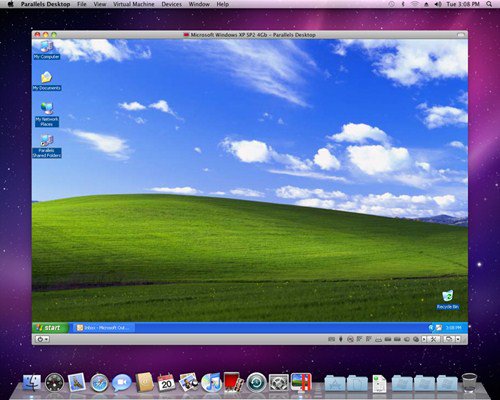 Parallels Desktop File View Virtual Machine Devices Window Help Tue 3:08 PM
Microsoft Windows XP SP2 4Gb - Parallels Desktop
My Computer
My Documents
My Network
Places
Parallels
Shared Folders
Recycle Bin
start Inbox - Microsoft Out... 3:08 PM
20